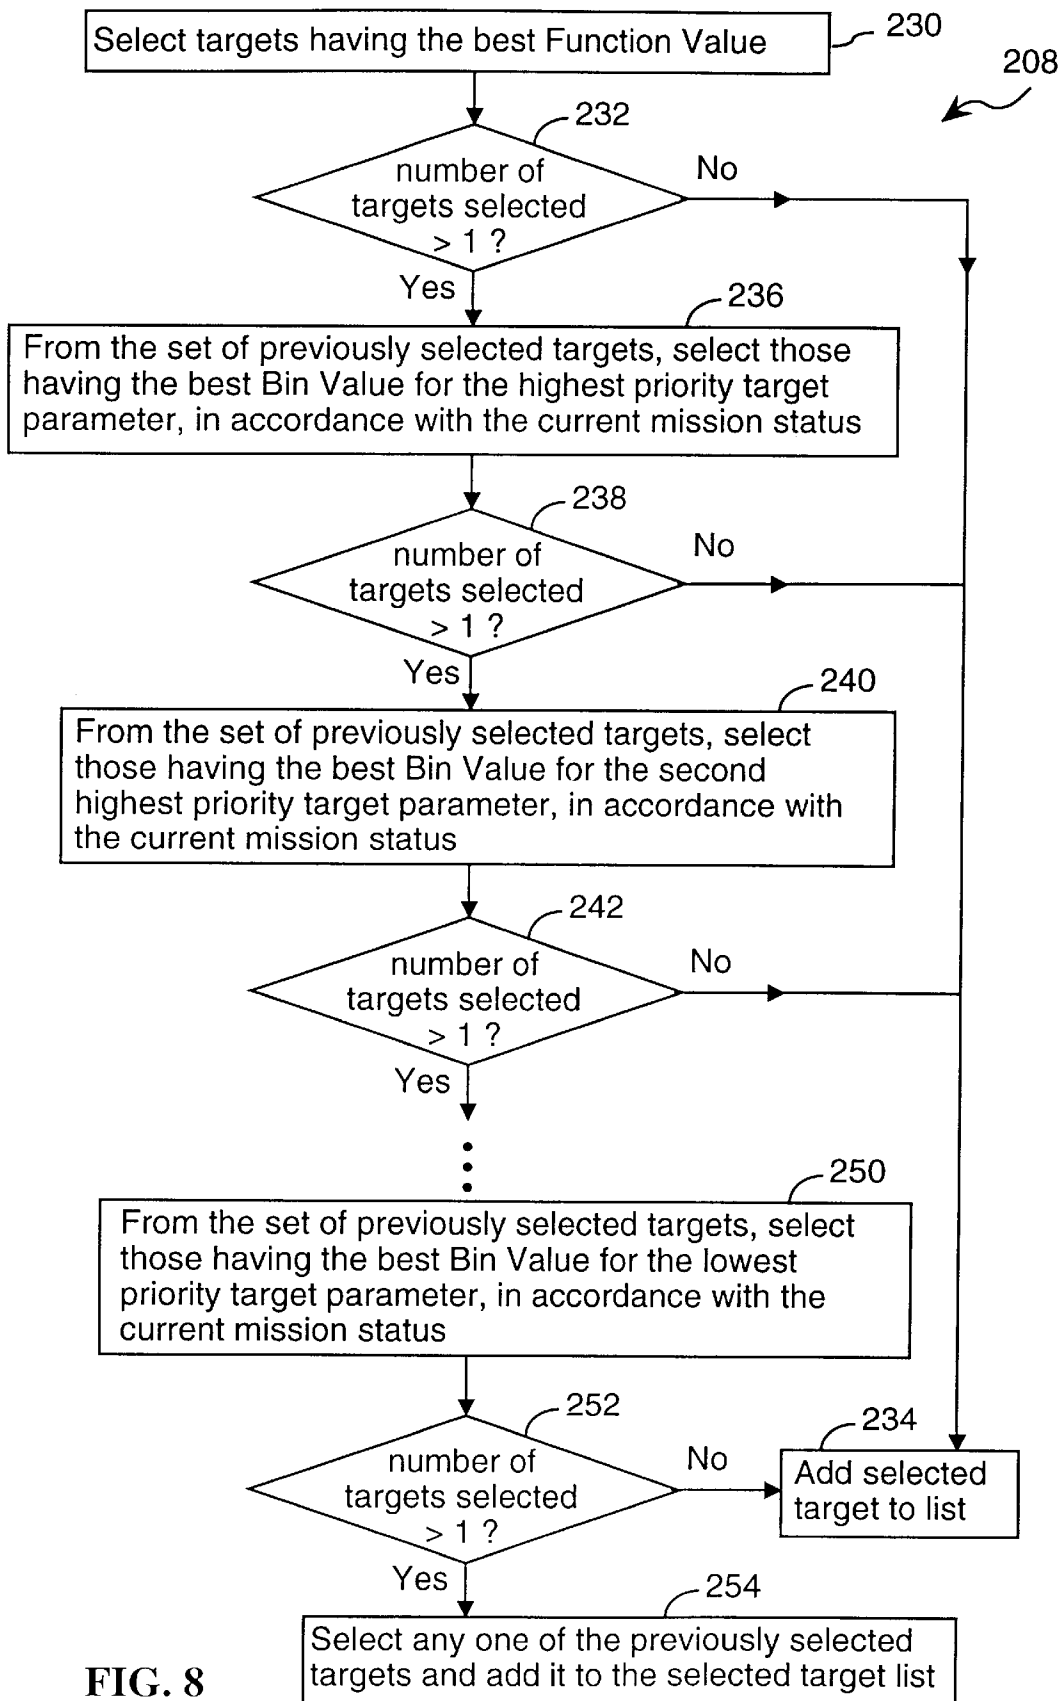 Select targets having the best Function Value
230
208
232
number of
targets selected
> 1 ?
No
Yes
236
From the set of previously selected targets, select those
having the best Bin Value for the highest priority target
parameter, in accordance with the current mission status
238
number of
targets selected
> 1 ?
No
Yes
240
From the set of previously selected targets, select
those having the best Bin Value for the second
highest priority target parameter, in accordance with
the current mission status
242
number of
targets selected
> 1 ?
No
Yes
250
From the set of previously selected targets, select
those having the best Bin Value for the lowest
priority target parameter, in accordance with the
current mission status
252
number of
targets selected
> 1 ?
No
234
Add selected
target to list
Yes
254
Select any one of the previously selected
targets and add it to the selected target list
FIG. 8